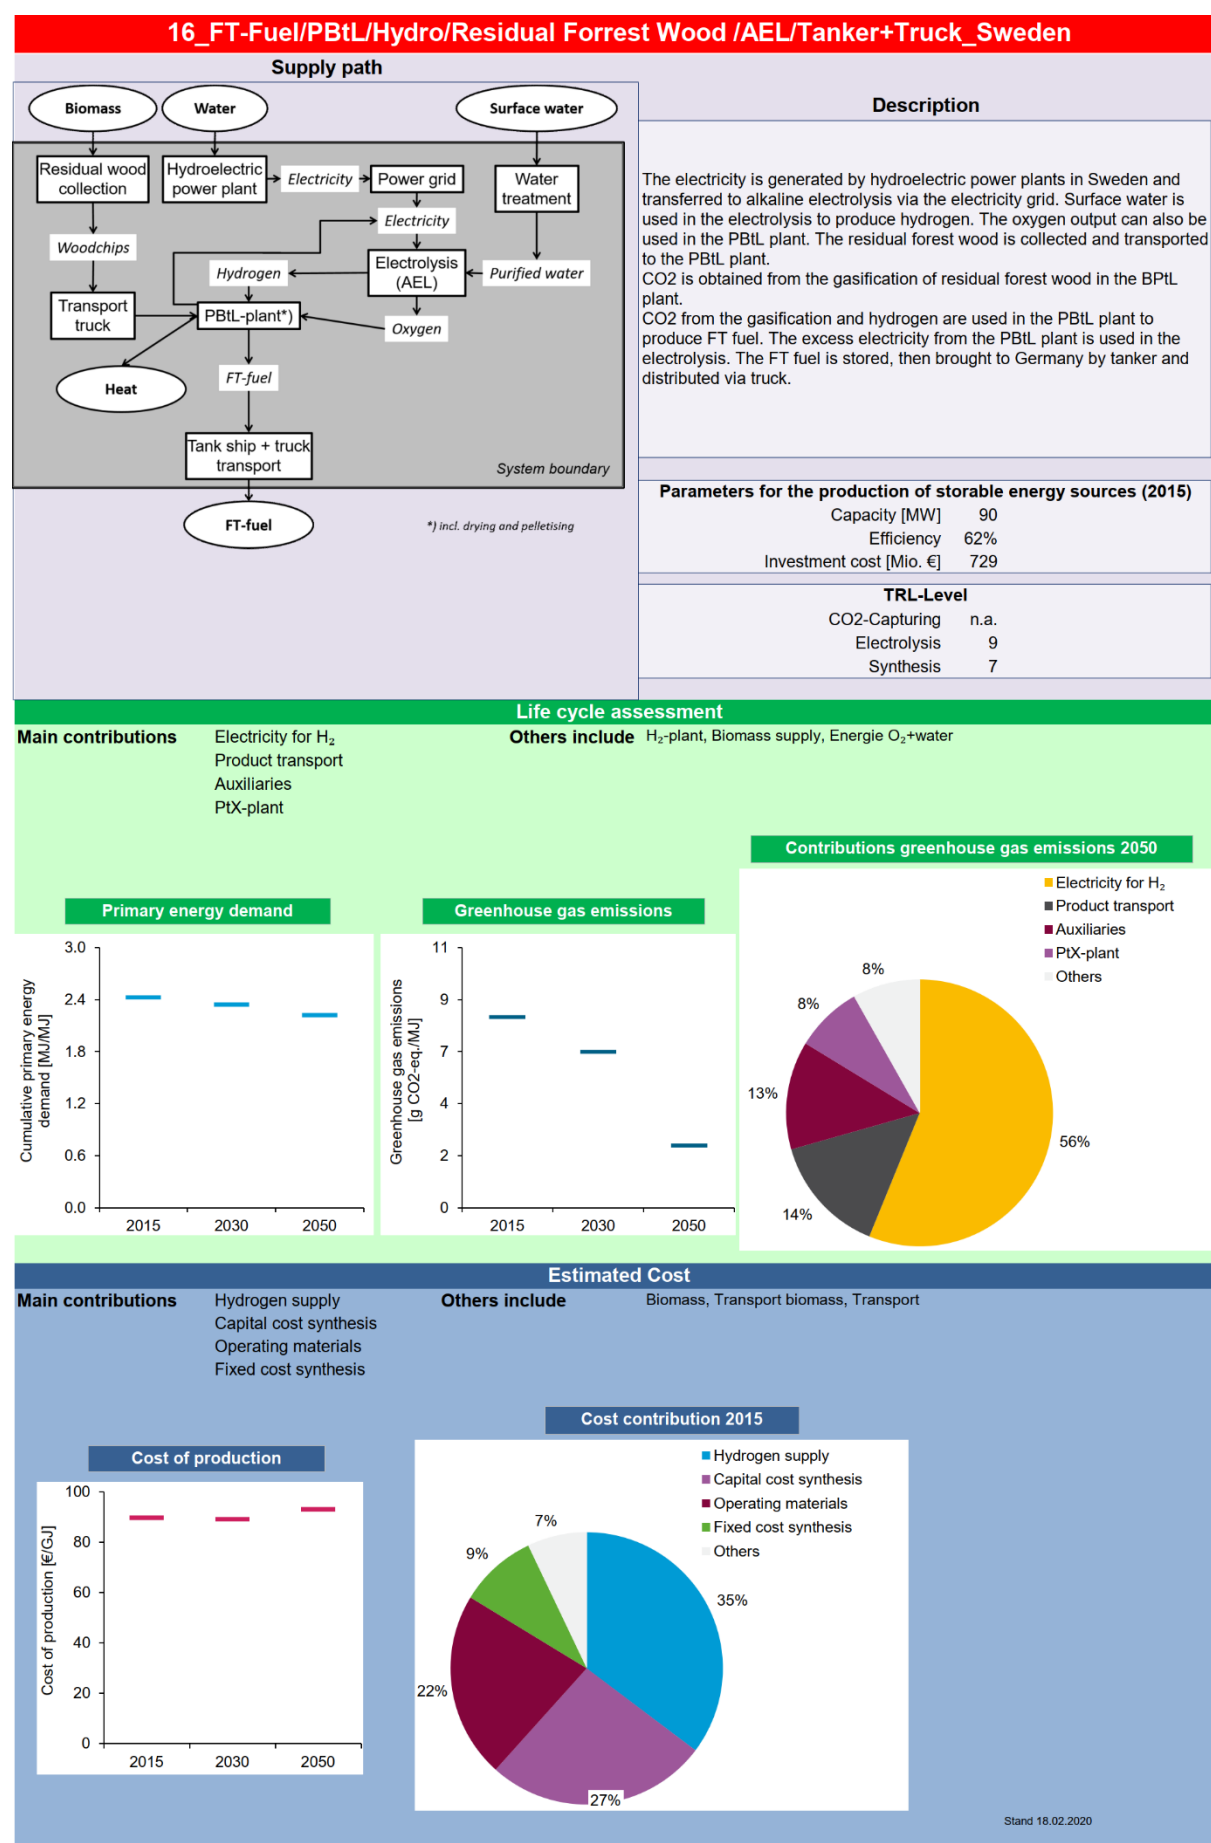 16_FT-Fuel/PBtL/Hydro/Residual Forrest Wood /AEL/Tanker+Truck_Sweden
Supply path
Biomass
Water
Surface water
Residual wood
collection
Hydroelectric
power plant
Electricity
Power grid
Water
treatment
Electricity
Woodchips
Hydrogen
Electrolysis
(AEL)
Purified water
Transport
truck
PBtL-plant*)
Oxygen
Heat
FT-fuel
Tank ship + truck
transport
System boundary
FT-fuel
*) incl. drying and pelletising
Description
The electricity is generated by hydroelectric power plants in Sweden and
transferred to alkaline electrolysis via the electricity grid. Surface water is
used in the electrolysis to produce hydrogen. The oxygen output can also be
used in the PBtL plant. The residual forest wood is collected and transported
to the PBtL plant.
CO2 is obtained from the gasification of residual forest wood in the BPtL
plant.
CO2 from the gasification and hydrogen are used in the PBtL plant to
produce FT fuel. The excess electricity from the PBtL plant is used in the
electrolysis. The FT fuel is stored, then brought to Germany by tanker and
distributed via truck.
Parameters for the production of storable energy sources (2015)
Capacity [MW] 90
Efficiency 62%
Investment cost [Mio. €] 729
TRL-Level
CO2-Capturing n.a.
Electrolysis 9
Synthesis 7
Life cycle assessment
Main contributions
Electricity for H₂
Product transport
Auxiliaries
PtX-plant
Others include H₂-plant, Biomass supply, Energie O₂+water
Primary energy demand
Cumulative primary energy
demand [MJ/MJ]
3.0
2.4
1.8
1.2
0.6
0.0
2015 2030 2050
Greenhouse gas emissions
Greenhouse gas emissions
[g CO2-eq./MJ]
11
9
7
4
2
0
2015 2030 2050
Contributions greenhouse gas emissions 2050
Electricity for H₂
Product transport
Auxiliaries
PtX-plant
Others
8%
8%
13%
14%
56%
Estimated Cost
Main contributions
Hydrogen supply
Capital cost synthesis
Operating materials
Fixed cost synthesis
Others include Biomass, Transport biomass, Transport
Cost of production
Cost of production [€/GJ]
100
80
60
40
20
0
2015 2030 2050
Cost contribution 2015
Hydrogen supply
Capital cost synthesis
Operating materials
Fixed cost synthesis
Others
7%
9%
35%
22%
27%
Stand 18.02.2020